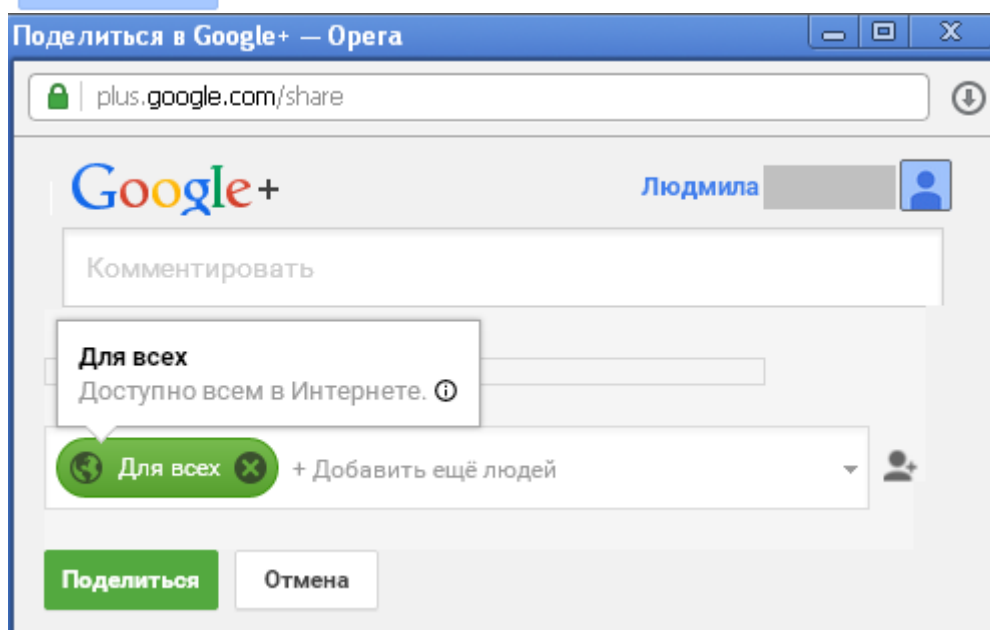 Поделиться в Google+ — Opera
plus.google.com/share
Google+
Людмила
Комментировать
Для всех
Доступно всем в Интернете.
Для всех + Добавить ещё людей
Поделиться Отмена